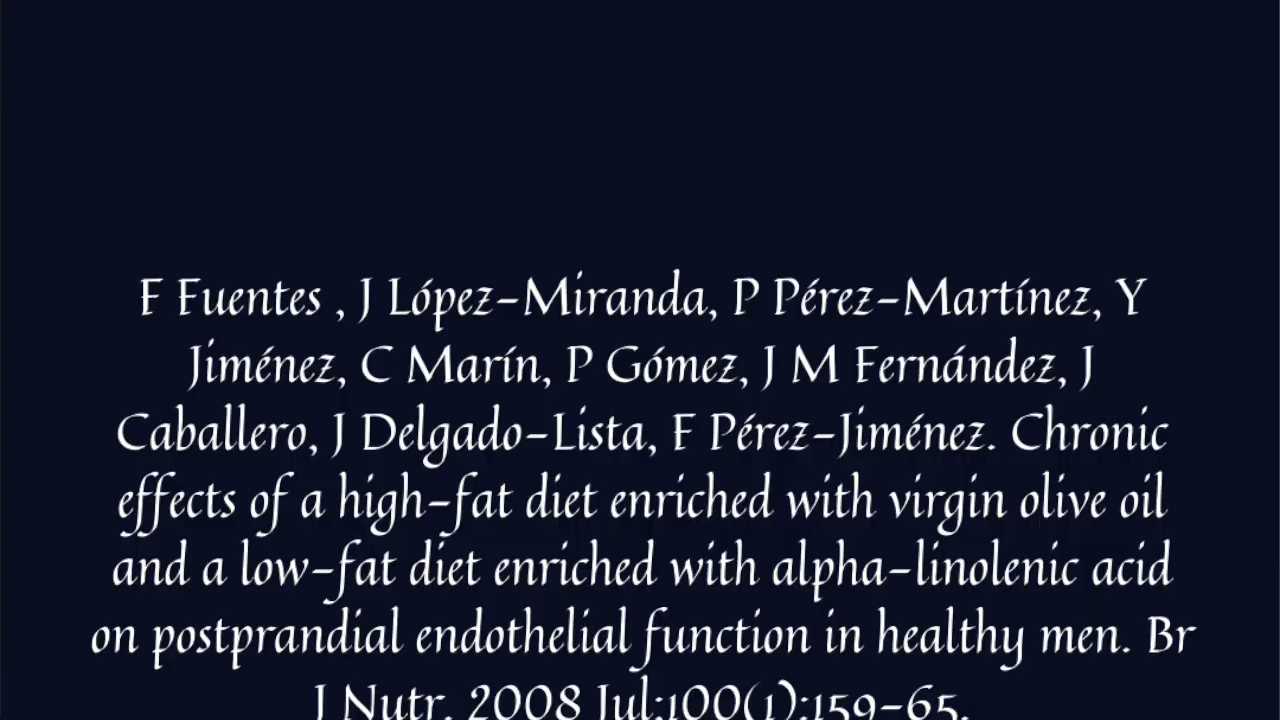 F Fuentes , J López-Miranda, P Pérez-Martínez, Y
Jiménez, C Marín, P Gómez, J M Fernández, J
Caballero, J Delgado-Lista, F Pérez-Jiménez. Chronic
effects of a high-fat diet enriched with virgin olive oil
and a low-fat diet enriched with alpha-linolenic acid
on postprandial endothelial function in healthy men. Br
J Nutr. 2008 Jul;100(1):159-65.